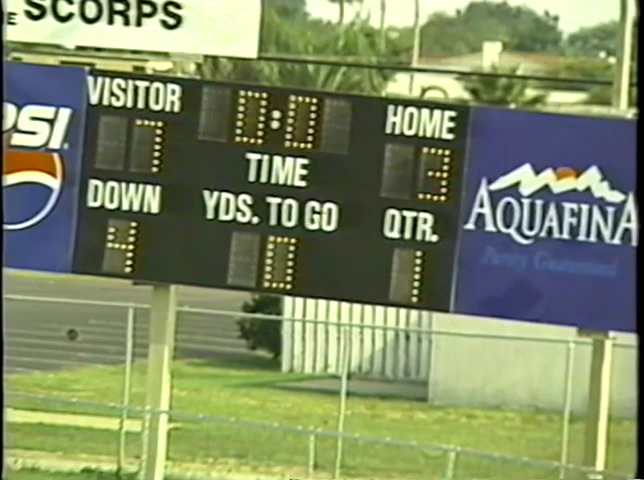 E SCORPS
PSI
VISITOR 7
0:0
TIME
HOME 3
DOWN 4
YDS. TO GO 0
QTR. 1
AQUAFINA
Purity Guaranteed